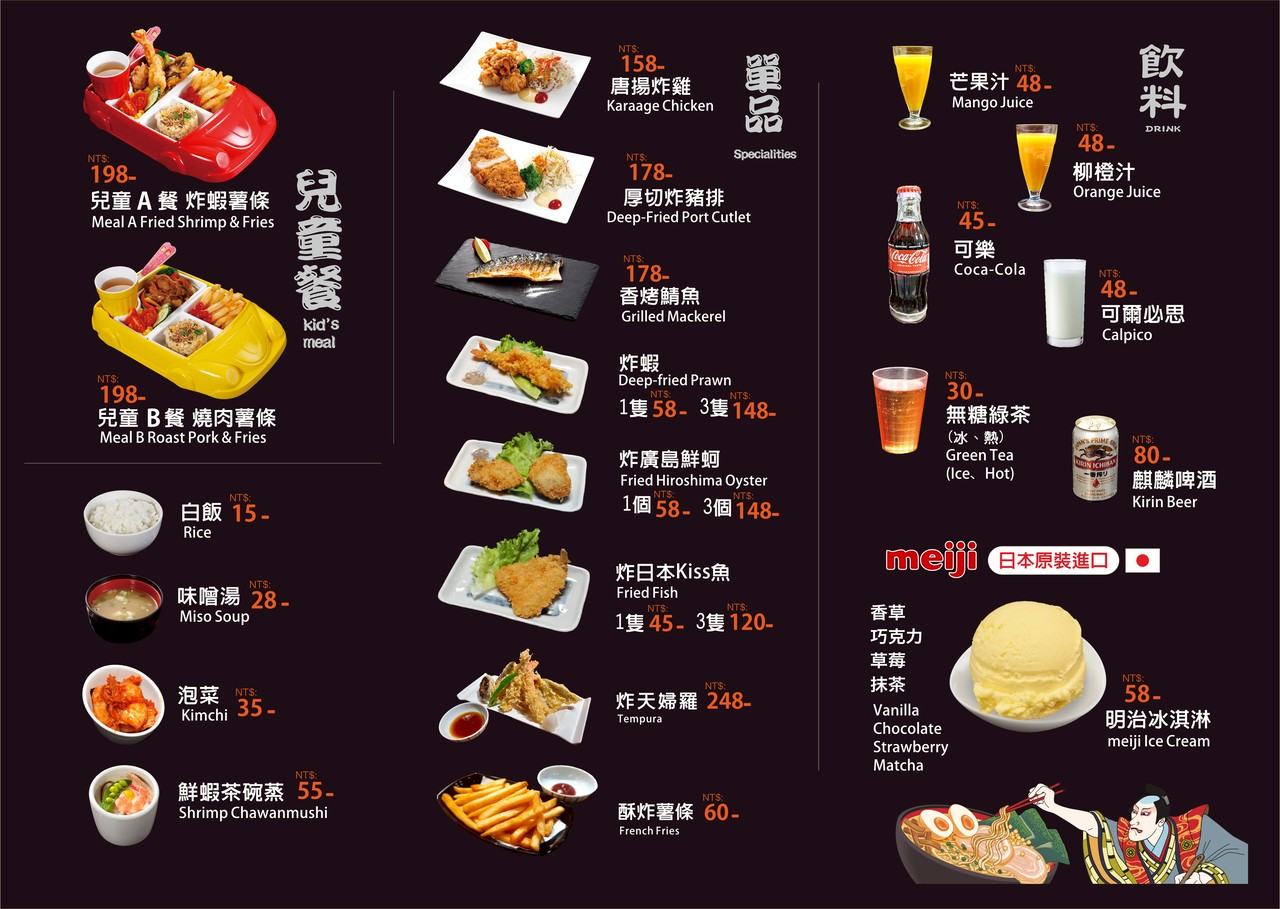 NT$:
198-
兒童 A 餐 炸蝦薯條
Meal A Fried Shrimp & Fries
兒童餐
kid's
meal
NT$:
198-
兒童 B 餐 燒肉薯條
Meal B Roast Pork & Fries
白飯 NT$: 15-
Rice
味噌湯 NT$: 28-
Miso Soup
泡菜 NT$: 35-
Kimchi
鮮蝦茶碗蒸 NT$: 55-
Shrimp Chawanmushi
單品
Specialities
NT$:
158-
唐揚炸雞
Karaage Chicken
NT$:
178-
厚切炸豬排
Deep-Fried Port Cutlet
NT$:
178-
香烤鯖魚
Grilled Mackerel
炸蝦
Deep-fried Prawn
1隻 NT$: 58- 3隻 NT$: 148-
炸廣島鮮蚵
Fried Hiroshima Oyster
1個 NT$: 58- 3個 NT$: 148-
炸日本Kiss魚
Fried Fish
1隻 NT$: 45- 3隻 NT$: 120-
炸天婦羅 NT$: 248-
Tempura
酥炸薯條 NT$: 60-
French Fries
飲料
DRINK
芒果汁 NT$: 48-
Mango Juice
NT$:
48-
柳橙汁
Orange Juice
NT$:
45-
可樂
Coca-Cola
Coca-Cola
NT$:
48-
可爾必思
Calpico
NT$:
30-
無糖綠茶
(冰、熱)
Green Tea
(Ice、Hot)
KIRIN ICHIBAN
一番搾り
NT$:
80-
麒麟啤酒
Kirin Beer
meiji 日本原裝進口
香草
巧克力
草莓
抹茶
Vanilla
Chocolate
Strawberry
Matcha
NT$:
58-
明治冰淇淋
meiji Ice Cream